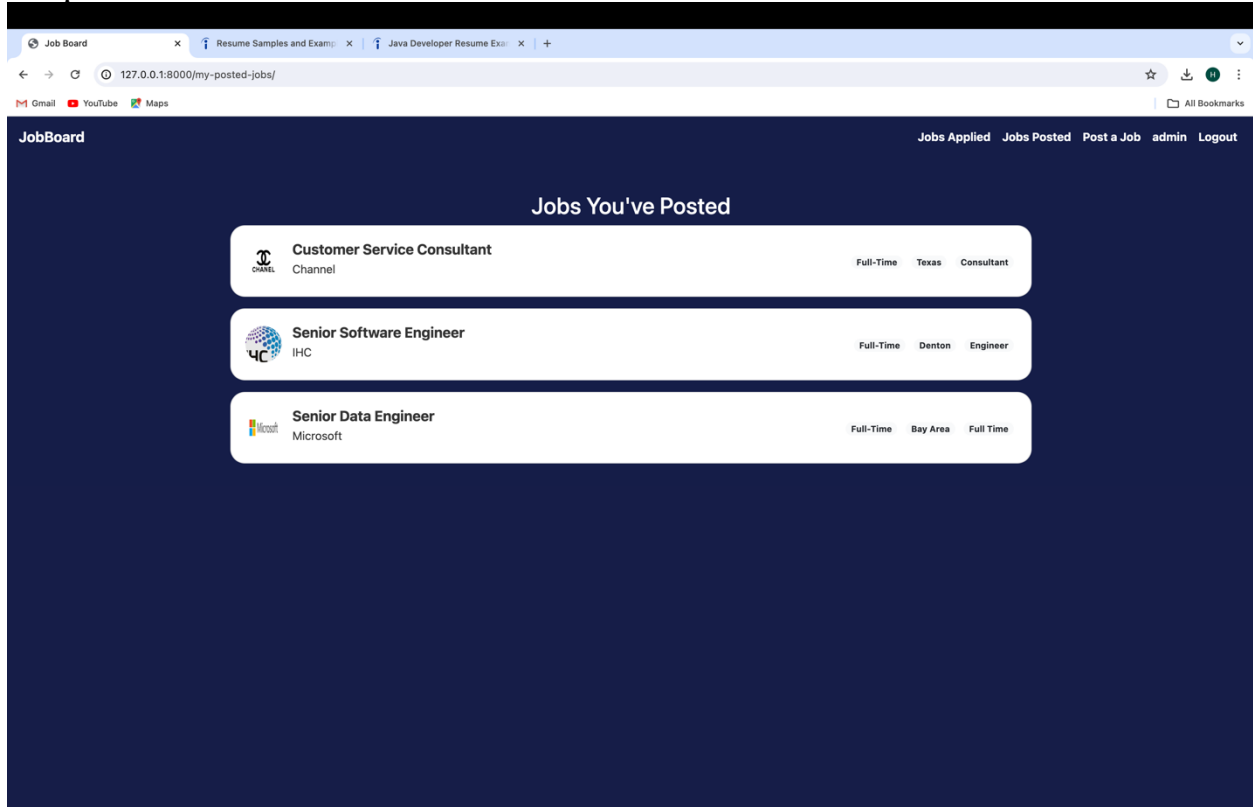 Job Board
Resume Samples and Examp
Java Developer Resume Exa
127.0.0.1:8000/my-posted-jobs/
H
Gmail YouTube Maps All Bookmarks
JobBoard Jobs Applied Jobs Posted Post a Job admin Logout
Jobs You've Posted
CHANEL
Customer Service Consultant
Channel
Full-Time Texas Consultant
Senior Software Engineer
IHC
Full-Time Denton Engineer
Microsoft
Senior Data Engineer
Microsoft
Full-Time Bay Area Full Time